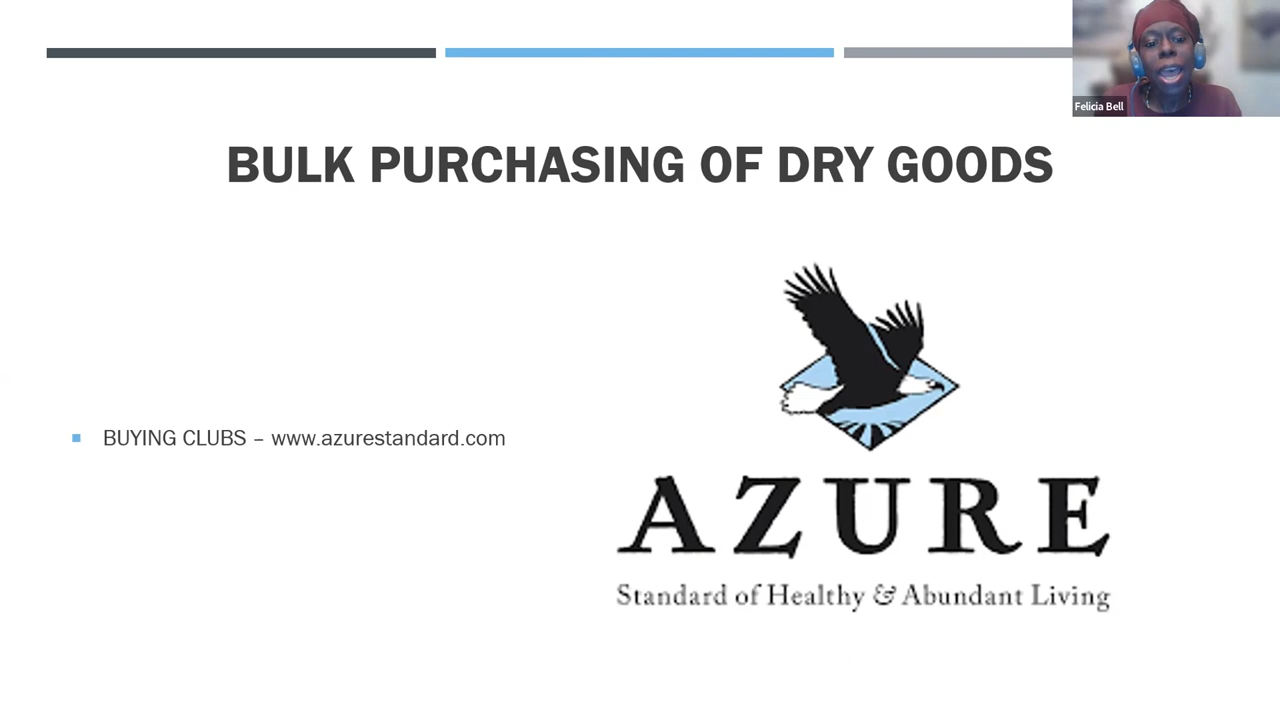 Felicia Bell
BULK PURCHASING OF DRY GOODS
BUYING CLUBS – www.azurestandard.com
AZURE
Standard of Healthy & Abundant Living